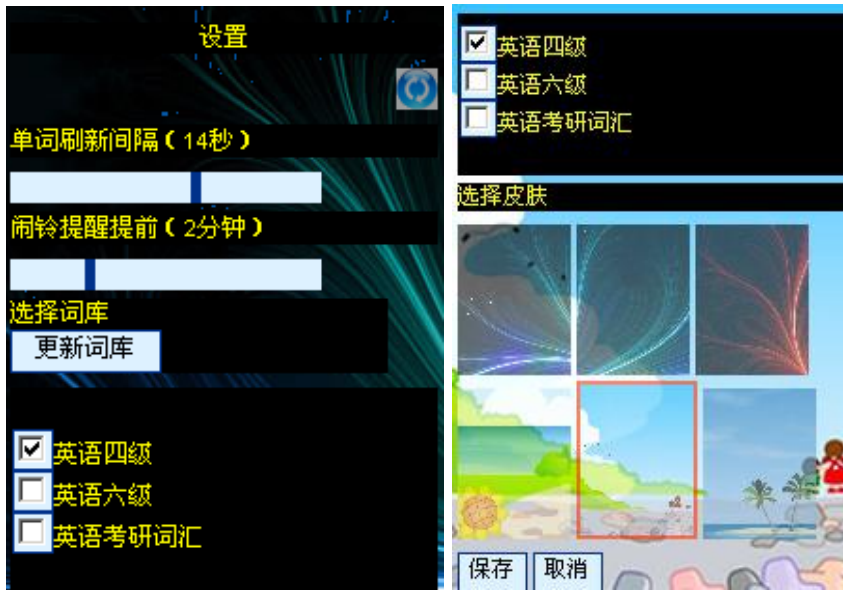 设置
单词刷新间隔（14秒）
闹铃提醒提前（2分钟）
选择词库
更新词库
英语四级
英语六级
英语考研词汇
英语四级
英语六级
英语考研词汇
选择皮肤
保存 取消